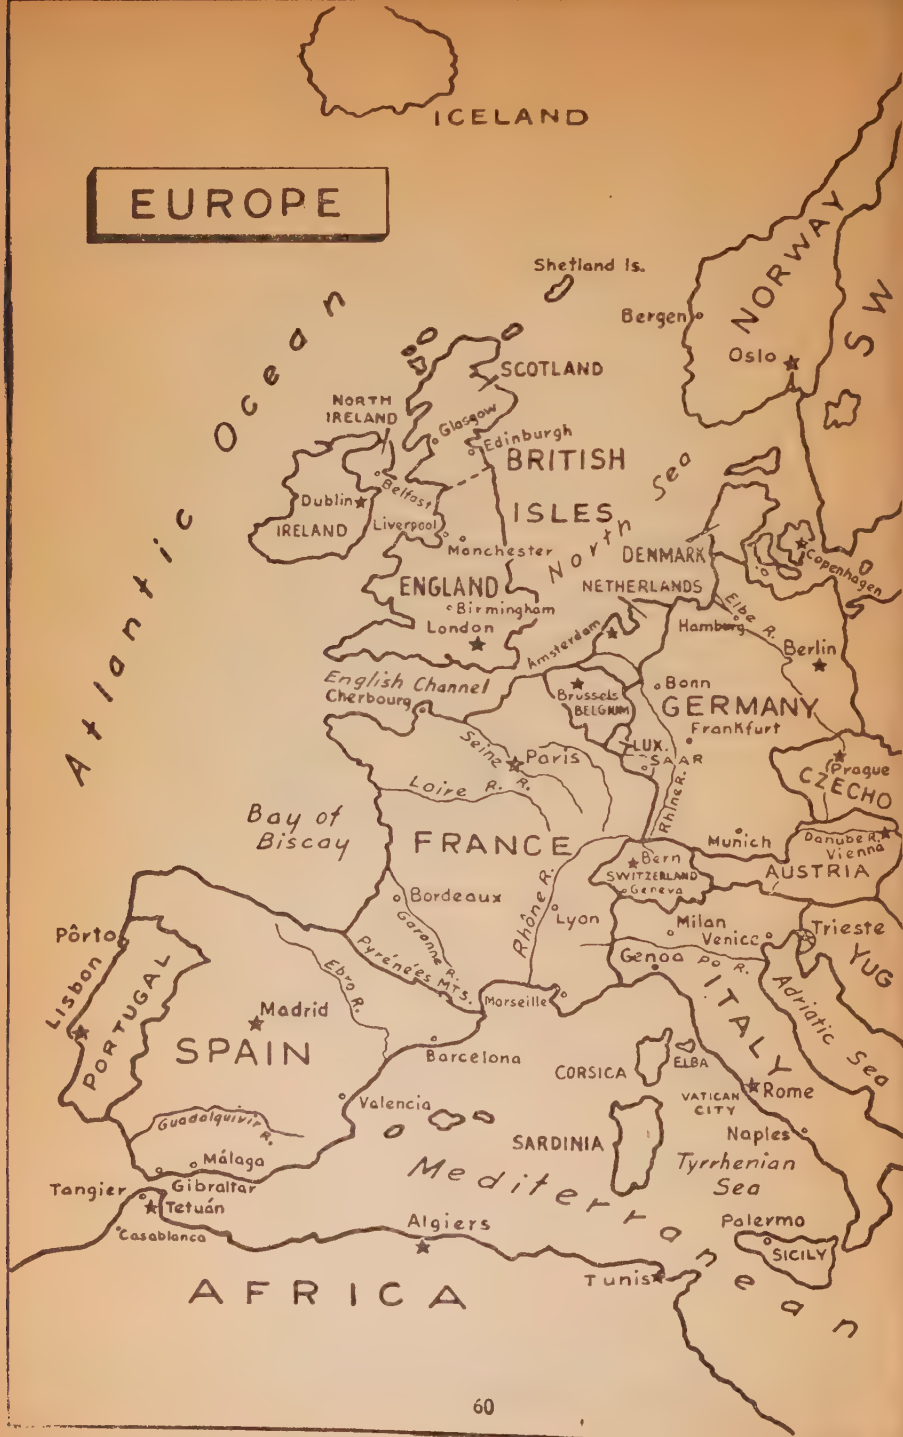 ICELAND
EUROPE
Shetland Is.
NORWAY
SW
Bergen
Oslo
Atlantic Ocean
SCOTLAND
NORTH
IRELAND
Glasgow
Edinburgh
BRITISH
ISLES
North Sea
Belfast
Dublin
IRELAND
Liverpool
Manchester
DENMARK
Copenhagen
ENGLAND
NETHERLANDS
Birmingham
London
Amsterdam
Hamburg
Elbe R.
Berlin
English Channel
Cherbourg
Brussels
BELGIUM
Bonn
GERMANY
Frankfurt
Seine R.
Paris
LUX.
SAAR
Rhine R.
Prague
CZECHO
Loire R.
Bay of
Biscay
FRANCE
Munich
Danube R.
Vienna
AUSTRIA
Bern
SWITZERLAND
Geneva
Bordeaux
Garonne R.
Rhône R.
Lyon
Milan
Venice
Trieste
YUG
Pôrto
Lisbon
PORTUGAL
Pyrénées MTS.
Ebro R.
Genoa
Po R.
ITALY
Adriatic Sea
Marseille
Madrid
SPAIN
Barcelona
CORSICA
ELBA
VATICAN
CITY
Rome
Valencia
Guadalquivir R.
SARDINIA
Naples
Málaga
Mediterranean
Tyrrhenian
Sea
Tangier
Gibraltar
Tetuán
Casablanca
Algiers
Palermo
SICILY
Tunis
AFRICA
60